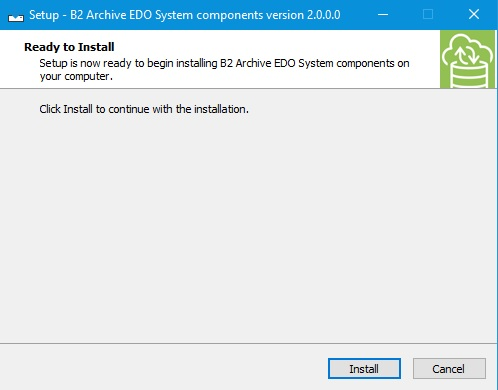 Setup - B2 Archive EDO System components version 2.0.0.0
Ready to Install
Setup is now ready to begin installing B2 Archive EDO System components on
your computer.
Click Install to continue with the installation.
Install
Cancel